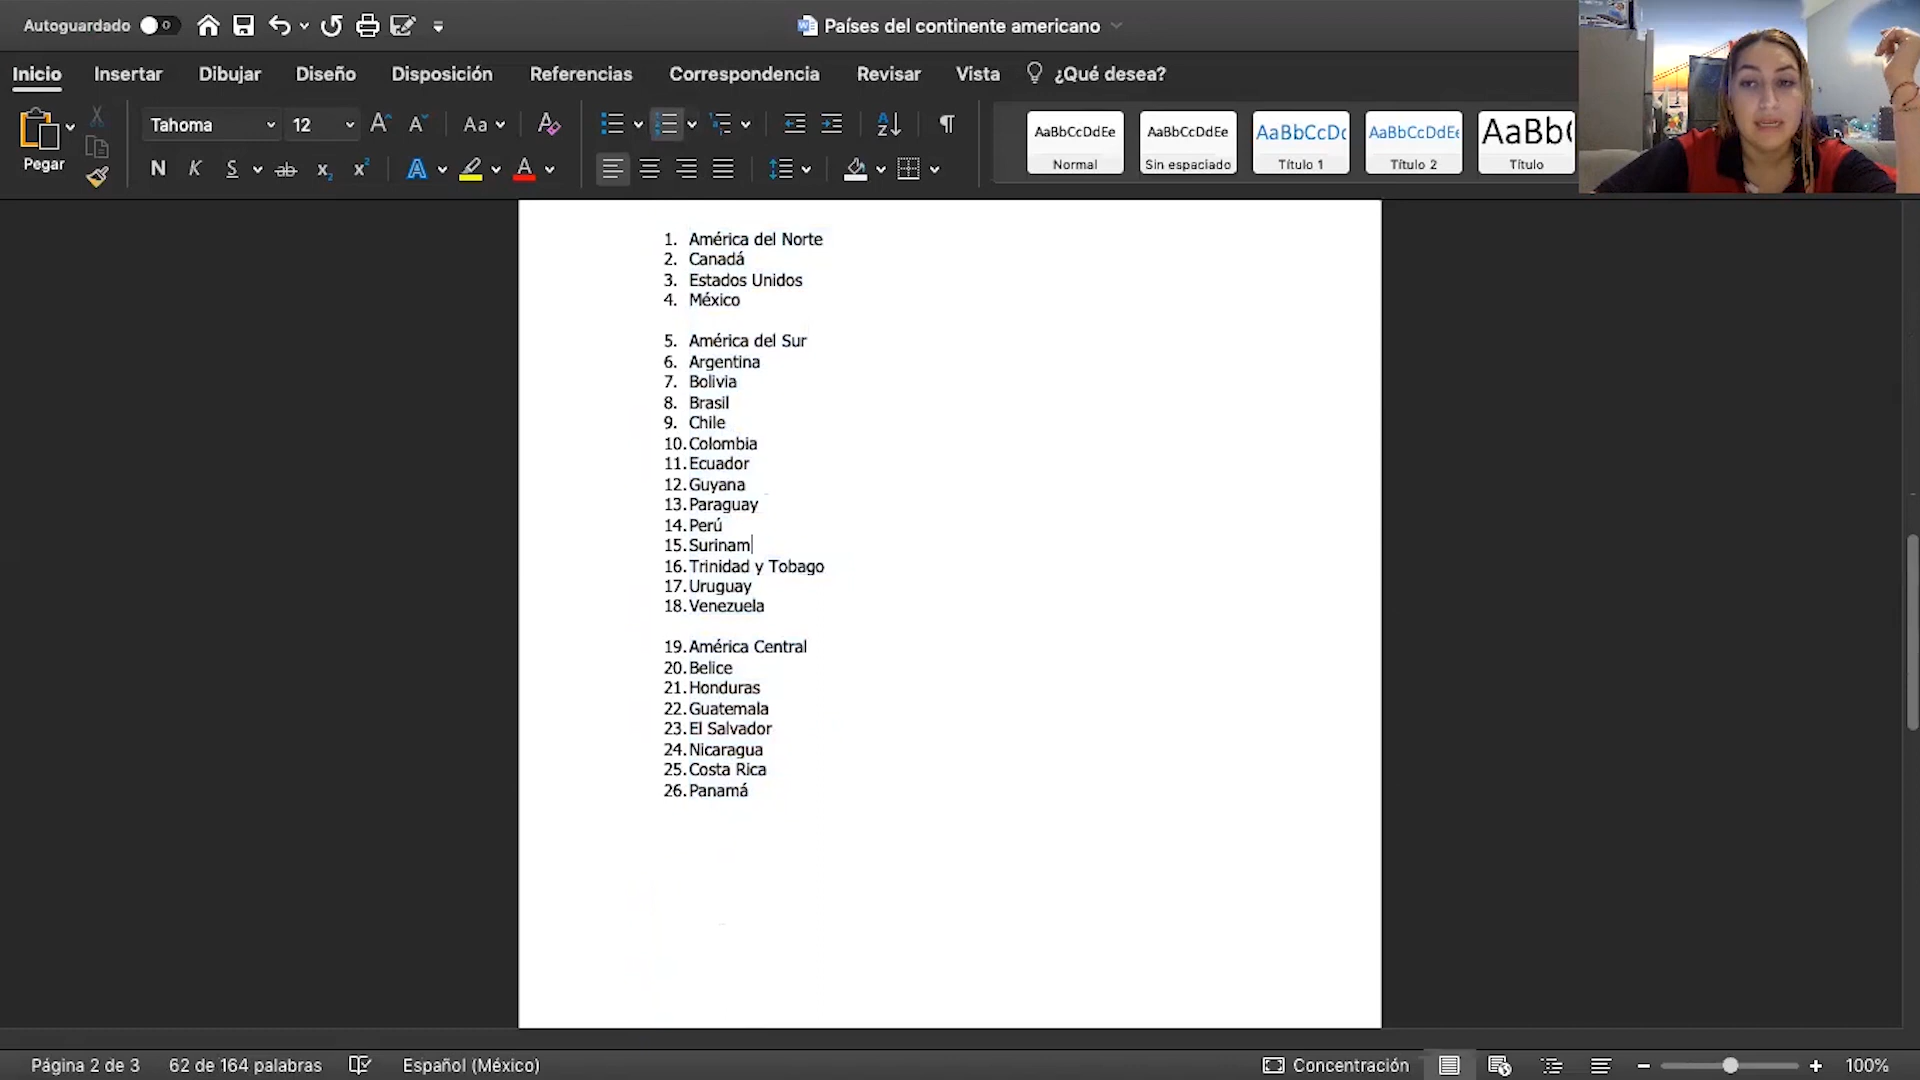 Autoguardado
Países del continente americano
Inicio Insertar Dibujar Diseño Disposición Referencias Correspondencia Revisar Vista ¿Qué desea?
Pegar
Tahoma 12 Aa
N K S ab x₂ x² A A
AaBbCcDdEe AaBbCcDdEe AaBbCcDc AaBbCcDdEe AaBb(
Normal Sin espaciado Título 1 Título 2 Título
1. América del Norte
2. Canadá
3. Estados Unidos
4. México
5. América del Sur
6. Argentina
7. Bolivia
8. Brasil
9. Chile
10. Colombia
11. Ecuador
12. Guyana
13. Paraguay
14. Perú
15. Surinam
16. Trinidad y Tobago
17. Uruguay
18. Venezuela
19. América Central
20. Belice
21. Honduras
22. Guatemala
23. El Salvador
24. Nicaragua
25. Costa Rica
26. Panamá
Página 2 de 3 62 de 164 palabras Español (México) Concentración 100%